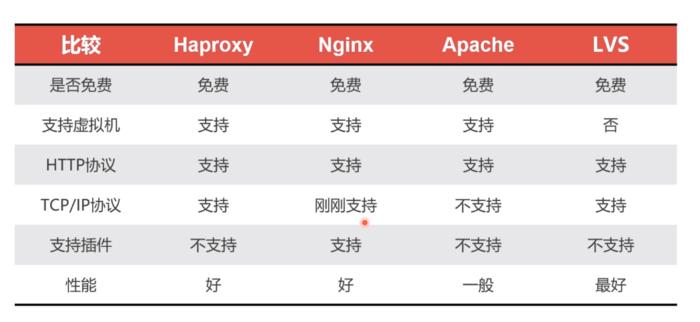 比较 Haproxy Nginx Apache LVS
是否免费 免费 免费 免费 免费
支持虚拟机 支持 支持 支持 否
HTTP协议 支持 支持 支持 支持
TCP/IP协议 支持 刚刚支持 不支持 支持
支持插件 不支持 支持 不支持 不支持
性能 好 好 一般 最好